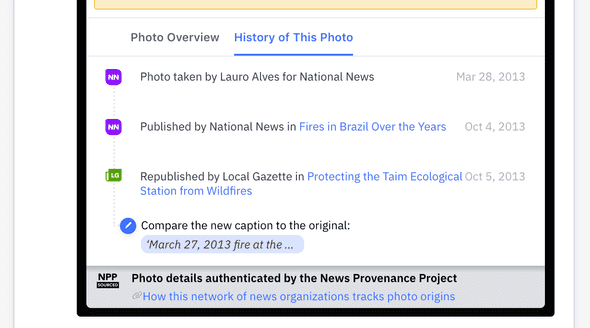 Photo Overview History of This Photo
NN Photo taken by Lauro Alves for National News Mar 28, 2013
NN Published by National News in Fires in Brazil Over the Years Oct 4, 2013
LG Republished by Local Gazette in Protecting the Taim Ecological Oct 5, 2013
Station from Wildfires
Compare the new caption to the original:
‘March 27, 2013 fire at the ...
NPP Photo details authenticated by the News Provenance Project
SOURCED How this network of news organizations tracks photo origins